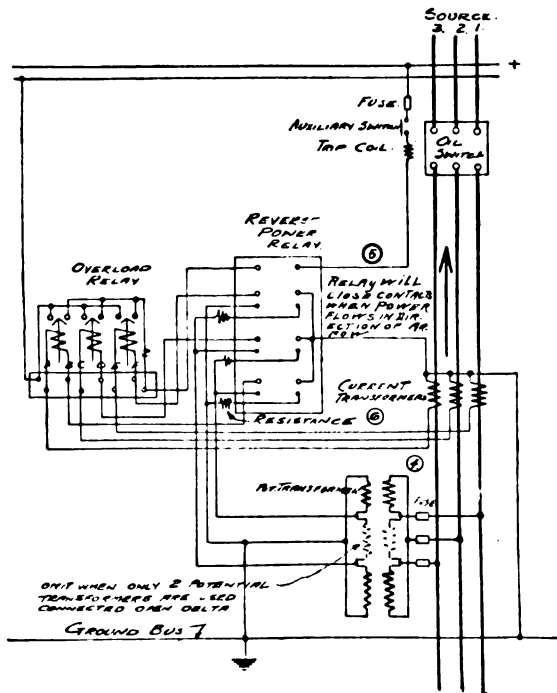 SOURCE.
3. 2. 1.
+
FUSE
AUXILIARY SWITCH
TRIP COIL.
OIL
SWITCH
REVERSE
POWER
RELAY.
5
OVERLOAD
RELAY
RELAY WILL
CLOSE CONTACTS
WHEN POWER
FLOWS IN DIR-
ECTION OF AR-
ROW
A B C D E F
CURRENT
TRANSFORMERS
RESISTANCE
6
4
POT. TRANSFORMER
FUSE
OMIT WHEN ONLY 2 POTENTIAL
TRANSFORMERS ARE USED
CONNECTED OPEN DELTA
GROUND BUS